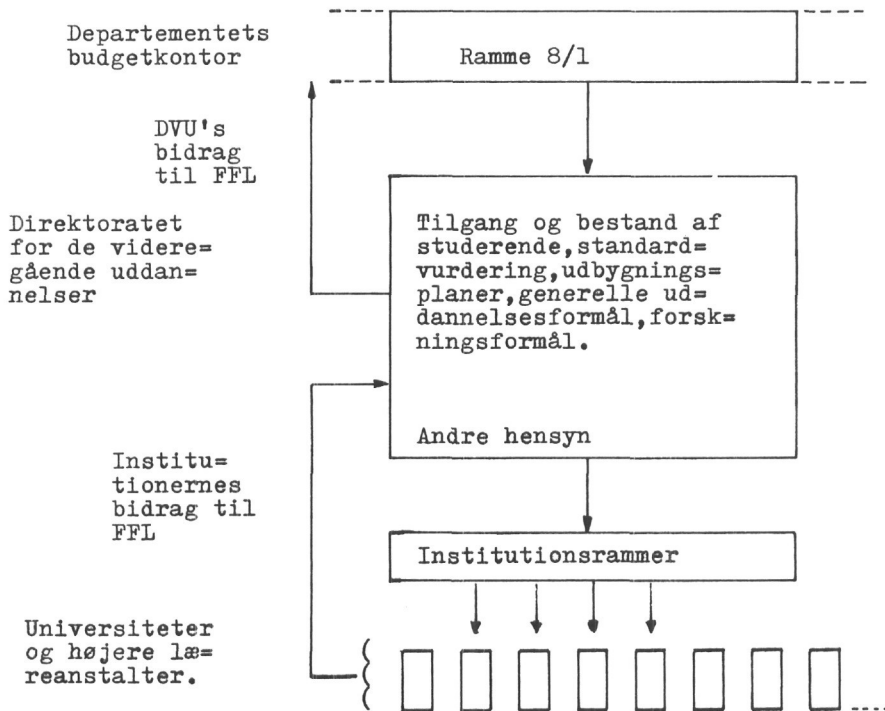 Departementets
budgetkontor
Ramme 8/1
DVU's
bidrag
til FFL
Direktoratet
for de videre=
gående uddan=
nelser
Tilgang og bestand af
studerende,standard=
vurdering,udbygnings=
planer,generelle ud=
dannelsesformål,forsk=
ningsformål.
Andre hensyn
Institu=
tionernes
bidrag til
FFL
Institutionsrammer
Universiteter
og højere læ=
reanstalter.